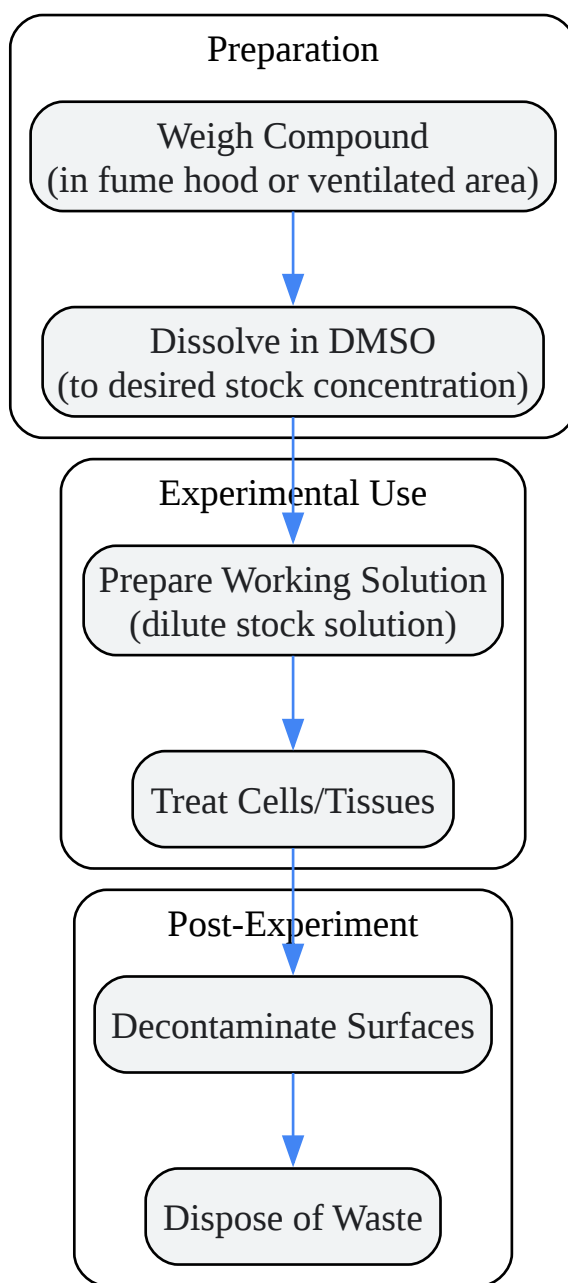 Preparation
Weigh Compound
(in fume hood or ventilated area)
Dissolve in DMSO
(to desired stock concentration)
Experimental Use
Prepare Working Solution
(dilute stock solution)
Treat Cells/Tissues
Post-Experiment
Decontaminate Surfaces
Dispose of Waste